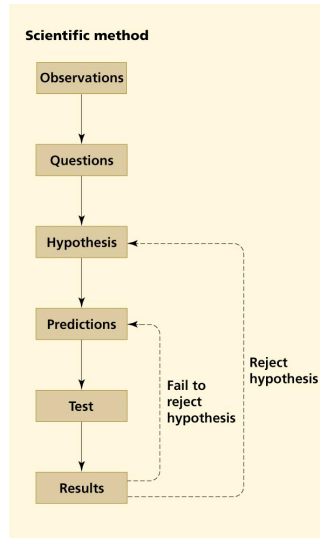 Scientific method
Observations
Questions
Hypothesis
Predictions
Test
Results
Fail to
reject
hypothesis
Reject
hypothesis